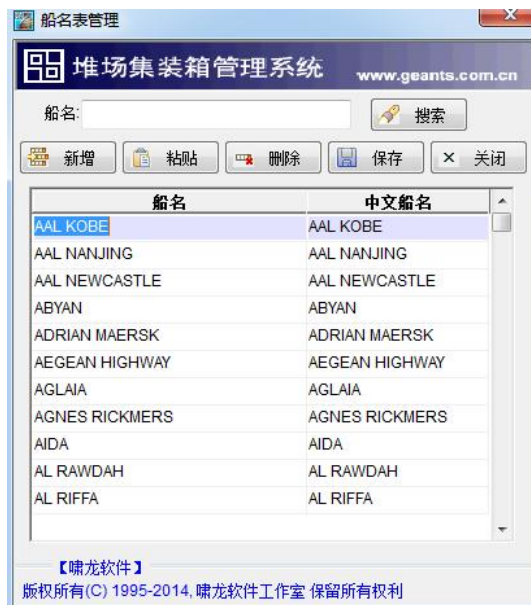 船名表管理
堆场集装箱管理系统 www.geants.com.cn
船名: 搜索
新增 粘贴 删除 保存 × 关闭
船名 中文船名
AAL KOBE AAL KOBE
AAL NANJING AAL NANJING
AAL NEWCASTLE AAL NEWCASTLE
ABYAN ABYAN
ADRIAN MAERSK ADRIAN MAERSK
AEGEAN HIGHWAY AEGEAN HIGHWAY
AGLAIA AGLAIA
AGNES RICKMERS AGNES RICKMERS
AIDA AIDA
AL RAWDAH AL RAWDAH
AL RIFFA AL RIFFA
【啸龙软件】
版权所有(C) 1995-2014, 啸龙软件工作室 保留所有权利